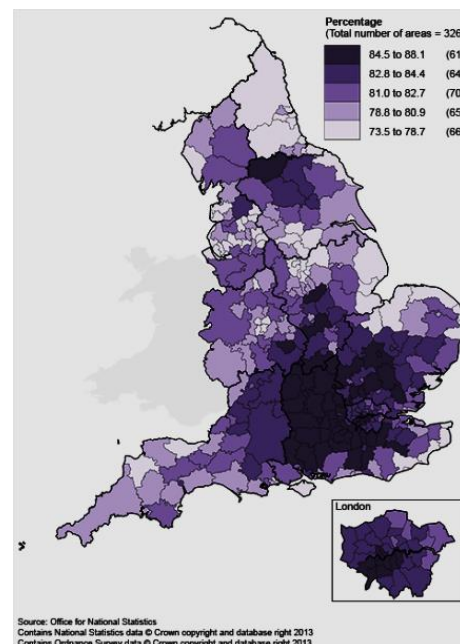 Percentage
(Total number of areas = 326
84.5 to 88.1 (61
82.8 to 84.4 (64
81.0 to 82.7 (70
78.8 to 80.9 (65
73.5 to 78.7 (66
London
Source: Office for National Statistics
Contains National Statistics data © Crown copyright and database right 2013
Contains Ordnance Survey data © Crown copyright and database right 2013